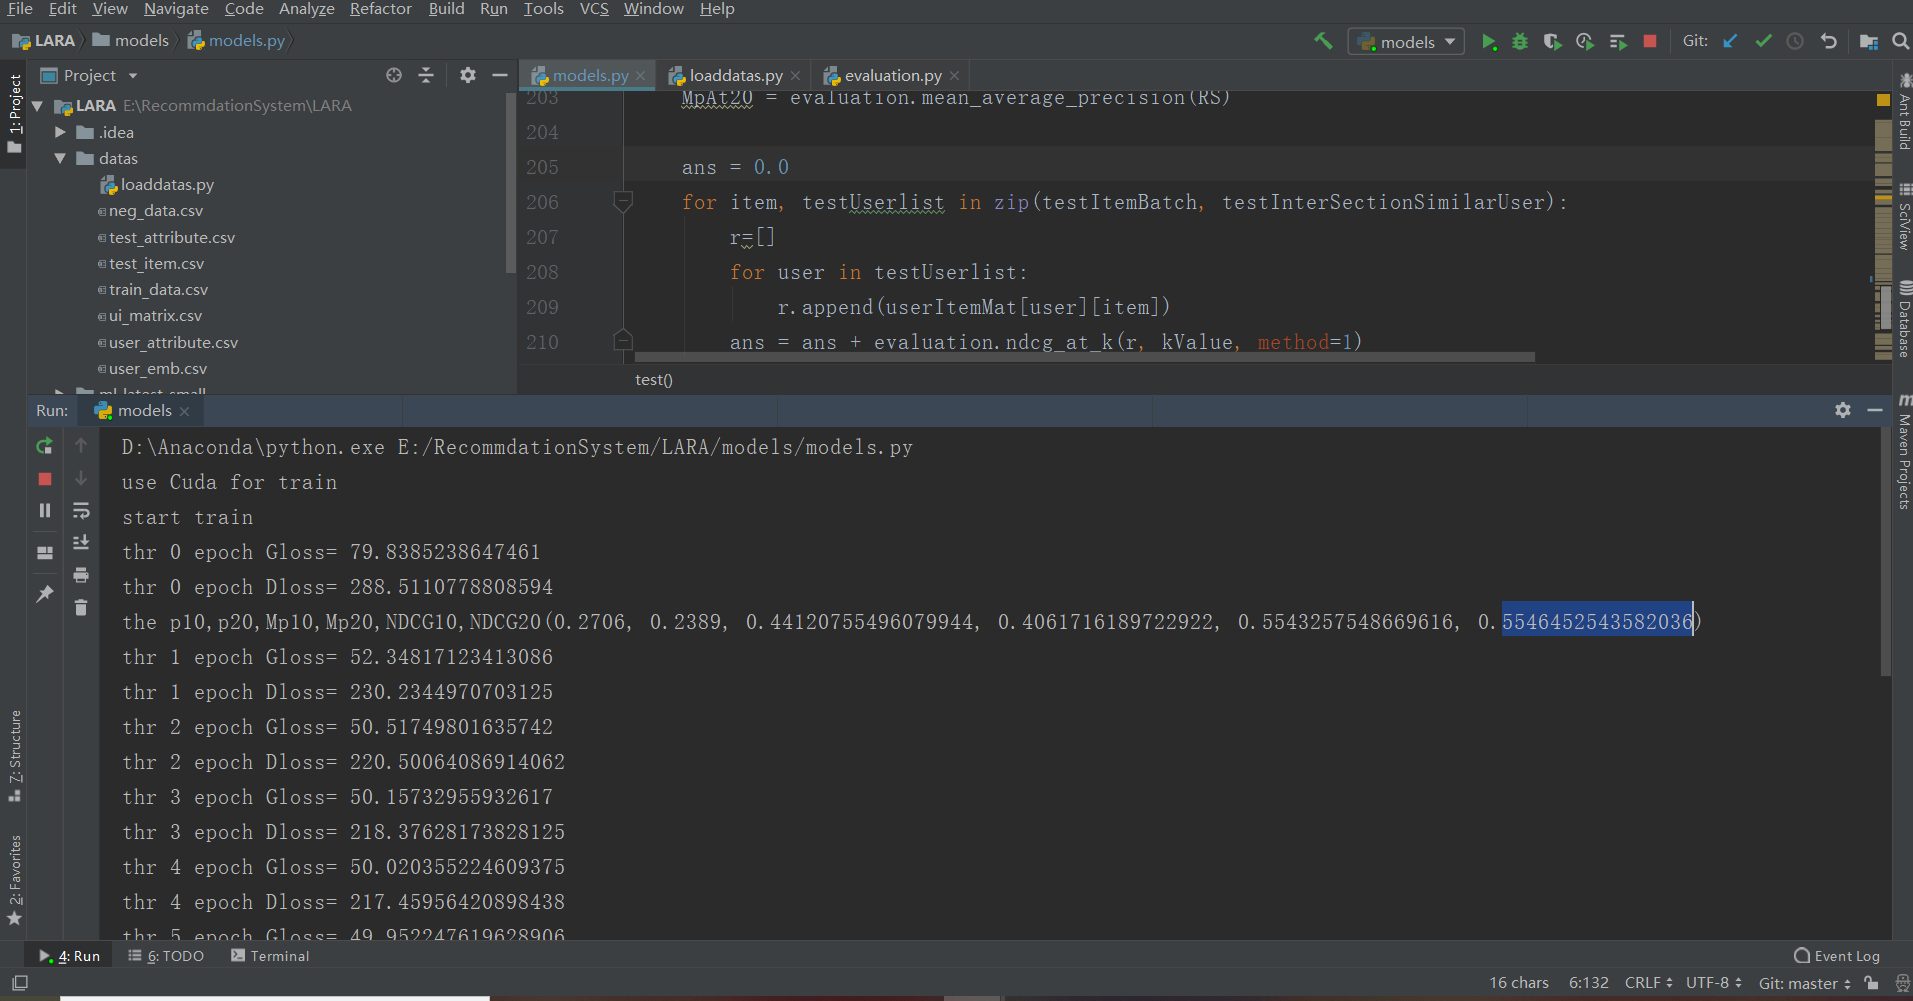 File Edit View Navigate Code Analyze Refactor Build Run Tools VCS Window Help
LARA models models.py
models Git:
1: Project
Project
models.py loaddatas.py evaluation.py
LARA E:\RecommdationSystem\LARA
.idea
datas
loaddatas.py
neg_data.csv
test_attribute.csv
test_item.csv
train_data.csv
ui_matrix.csv
user_attribute.csv
user_emb.csv
ml-latest-small
203 MpAt20 = evaluation.mean_average_precision(RS)
204
205 ans = 0.0
206 for item, testUserlist in zip(testItemBatch, testInterSectionSimilarUser):
207 r=[]
208 for user in testUserlist:
209 r.append(userItemMat[user][item])
210 ans = ans + evaluation.ndcg_at_k(r, kValue, method=1)
test()
Ant Build
SciView
Database
Maven Projects
Run: models
D:\Anaconda\python.exe E:/RecommdationSystem/LARA/models/models.py
use Cuda for train
start train
thr 0 epoch Gloss= 79.8385238647461
thr 0 epoch Dloss= 288.5110778808594
the p10,p20,Mp10,Mp20,NDCG10,NDCG20(0.2706, 0.2389, 0.44120755496079944, 0.4061716189722922, 0.5543257548669616, 0.5546452543582036)
thr 1 epoch Gloss= 52.34817123413086
thr 1 epoch Dloss= 230.2344970703125
thr 2 epoch Gloss= 50.51749801635742
thr 2 epoch Dloss= 220.50064086914062
thr 3 epoch Gloss= 50.15732955932617
thr 3 epoch Dloss= 218.37628173828125
thr 4 epoch Gloss= 50.020355224609375
thr 4 epoch Dloss= 217.45956420898438
thr 5 epoch Gloss= 49.952247619628906
7: Structure
2: Favorites
4: Run 6: TODO Terminal Event Log
16 chars 6:132 CRLF UTF-8 Git: master